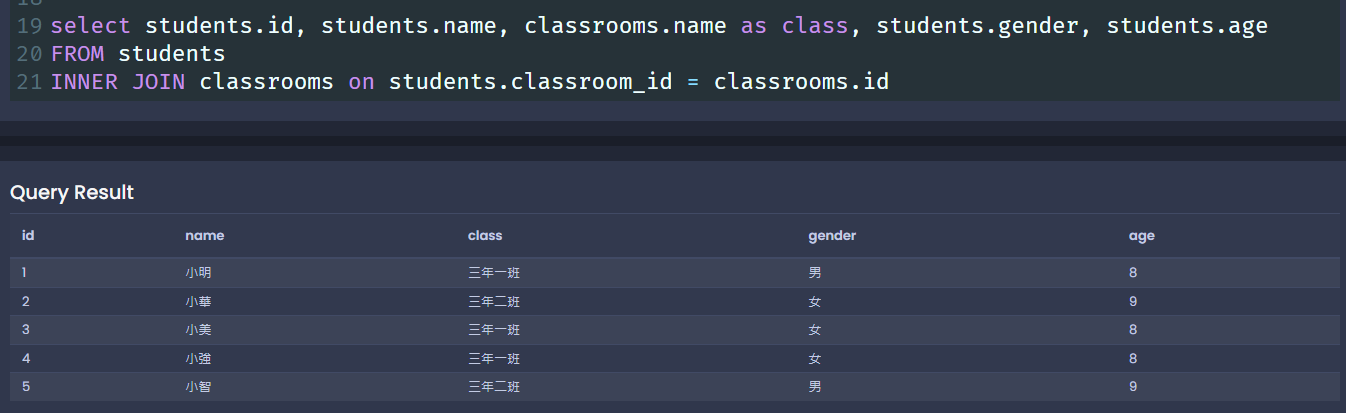 18
19 select students.id, students.name, classrooms.name as class, students.gender, students.age
20 FROM students
21 INNER JOIN classrooms on students.classroom_id = classrooms.id
Query Result
id name class gender age
1 小明 三年一班 男 8
2 小華 三年二班 女 9
3 小美 三年一班 女 8
4 小強 三年一班 女 8
5 小智 三年二班 男 9